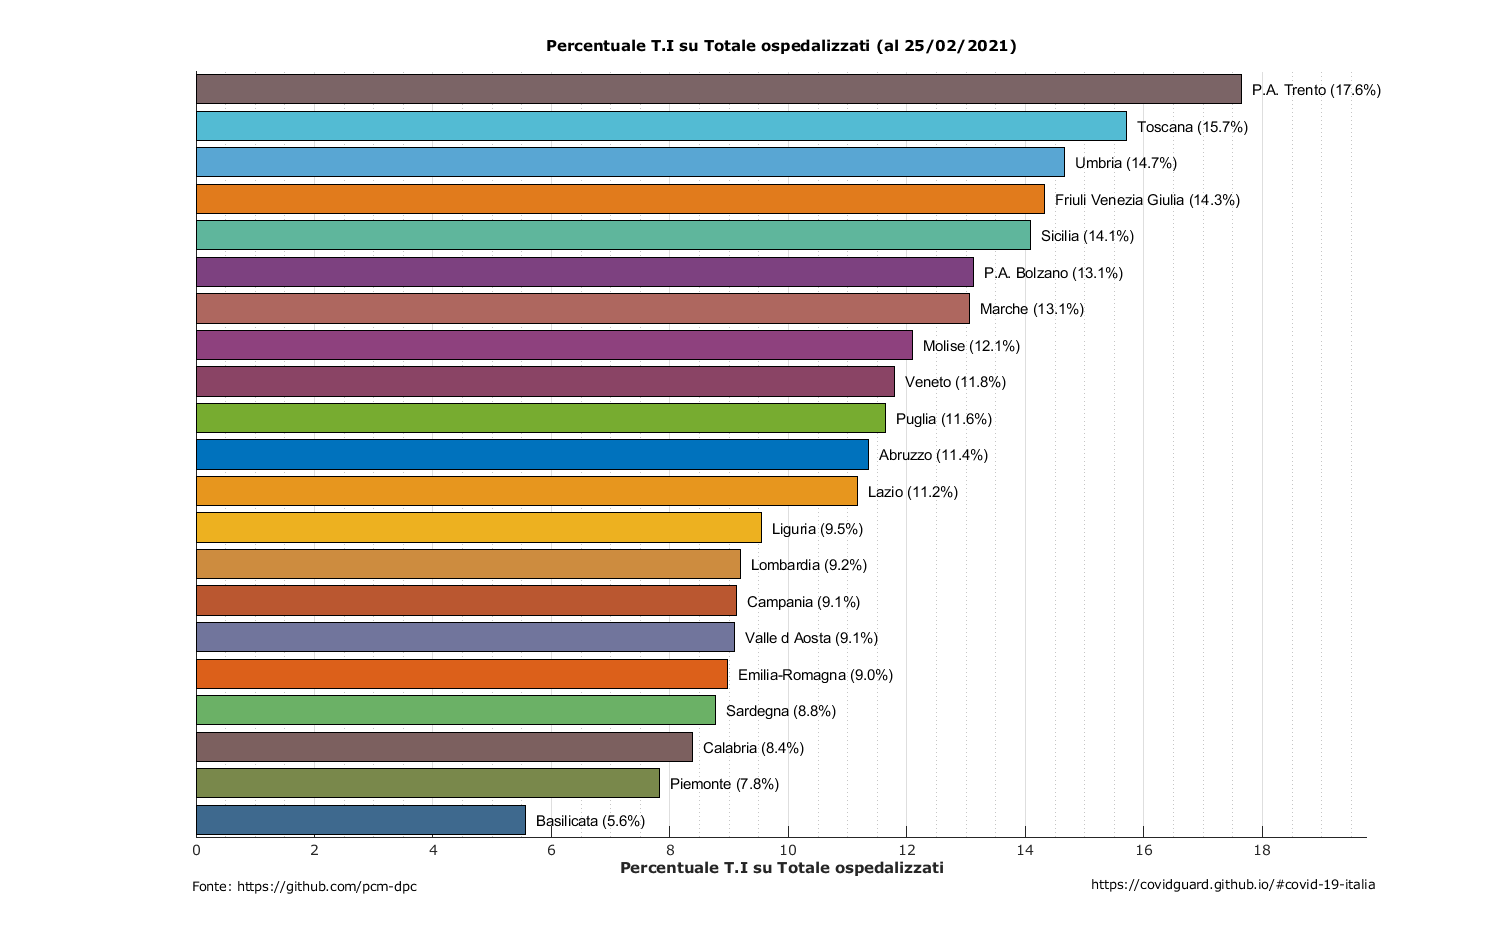 Percentuale T.I su Totale ospedalizzati (al 25/02/2021)
P.A. Trento (17.6%)
Toscana (15.7%)
Umbria (14.7%)
Friuli Venezia Giulia (14.3%)
Sicilia (14.1%)
P.A. Bolzano (13.1%)
Marche (13.1%)
Molise (12.1%)
Veneto (11.8%)
Puglia (11.6%)
Abruzzo (11.4%)
Lazio (11.2%)
Liguria (9.5%)
Lombardia (9.2%)
Campania (9.1%)
Valle d Aosta (9.1%)
Emilia-Romagna (9.0%)
Sardegna (8.8%)
Calabria (8.4%)
Piemonte (7.8%)
Basilicata (5.6%)
0 2 4 6 8 10 12 14 16 18
Percentuale T.I su Totale ospedalizzati
Fonte: https://github.com/pcm-dpc
https://covidguard.github.io/#covid-19-italia